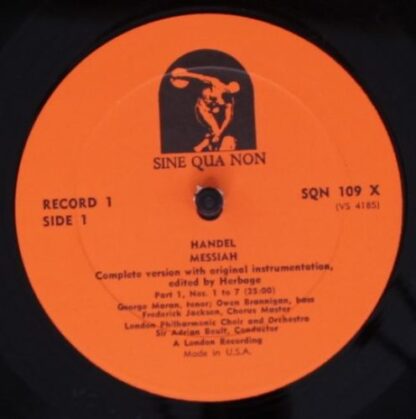 SINE QUA NON
RECORD 1
SIDE 1
SQN 109 X
(VS 4185)
HANDEL
MESSIAH
Complete version with original instrumentation,
edited by Herbage
Part 1, Nos. 1 to 7 (25:00)
George Maran, tenor; Owen Brannigan, bass
Frederick Jackson, Chorus Master
London Philharmonic Choir and Orchestra
Sir Adrian Boult, Conductor
A London Recording
Made in U.S.A.